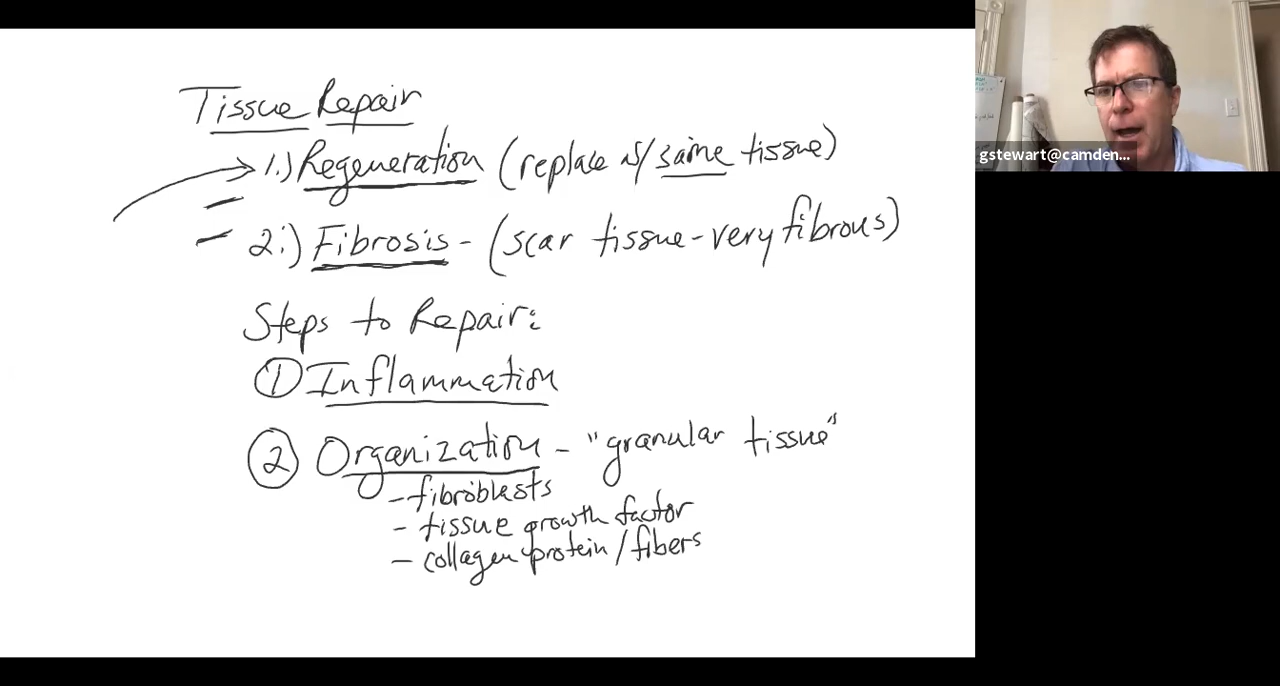 Tissue Repair
1.) Regeneration (replace w/ same tissue)
2.) Fibrosis - (scar tissue - very fibrous)
Steps to Repair:
① Inflammation
② Organization - "granular tissue"
- fibroblasts
- tissue growth factor
- collagen protein / fibers
gstewart@camden...